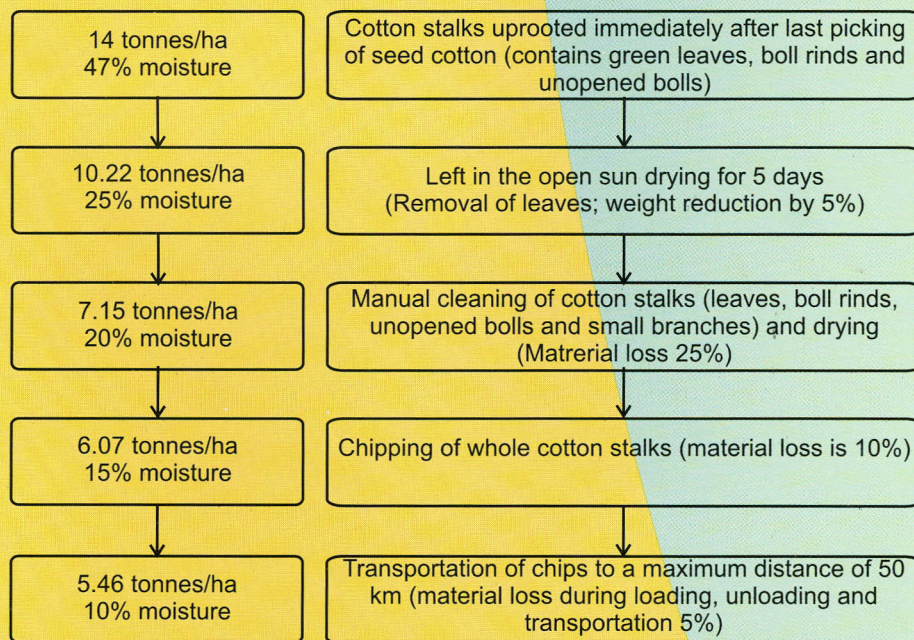 14 tonnes/ha
47% moisture
Cotton stalks uprooted immediately after last picking
of seed cotton (contains green leaves, boll rinds and
unopened bolls)
10.22 tonnes/ha
25% moisture
Left in the open sun drying for 5 days
(Removal of leaves; weight reduction by 5%)
7.15 tonnes/ha
20% moisture
Manual cleaning of cotton stalks (leaves, boll rinds,
unopened bolls and small branches) and drying
(Matrerial loss 25%)
6.07 tonnes/ha
15% moisture
Chipping of whole cotton stalks (material loss is 10%)
5.46 tonnes/ha
10% moisture
Transportation of chips to a maximum distance of 50
km (material loss during loading, unloading and
transportation 5%)